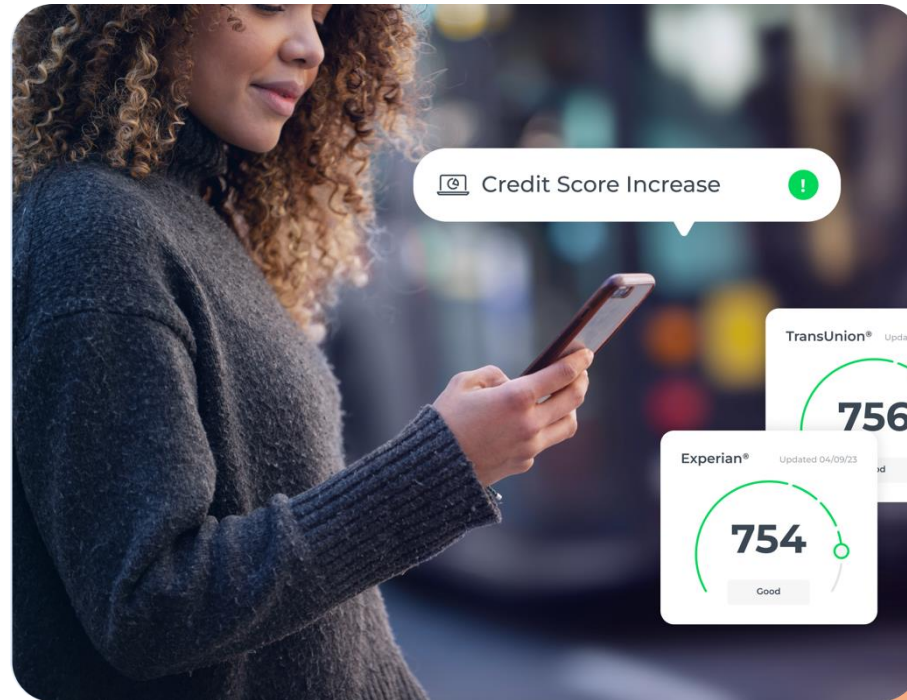 Credit Score Increase
!
TransUnion®
756
Experian® Updated 04/09/23
754
Good